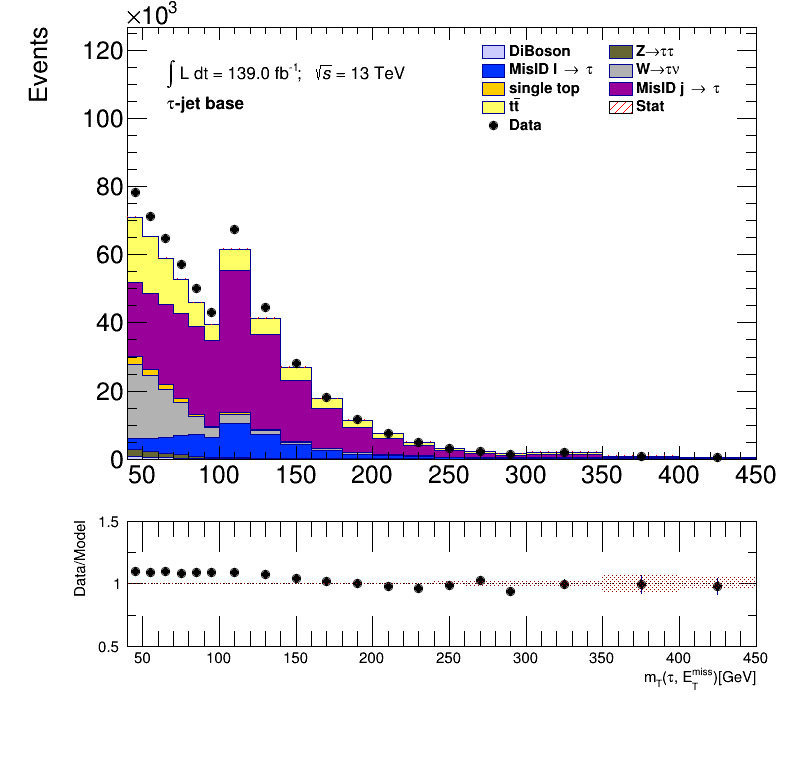 ×10³
Events
120
100
80
60
40
20
0
∫ L dt = 139.0 fb⁻¹; √s = 13 TeV
τ-jet base
DiBoson
Z→ττ
MisID l → τ
W→τν
single top
MisID j → τ
tt̄
Stat
Data
50 100 150 200 250 300 350 400 450
Data/Model
1.5
1
0.5
50 100 150 200 250 300 350 400 450
m_T(τ, E_T^miss)[GeV]